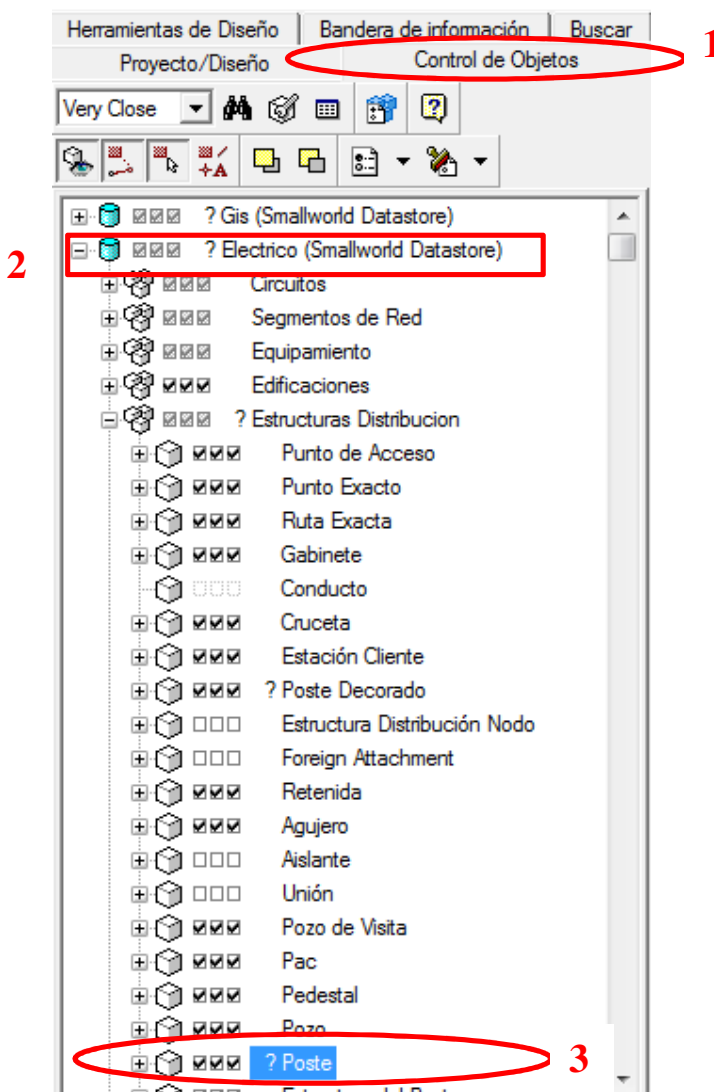 Herramientas de Diseño Bandera de información Buscar
Proyecto/Diseño Control de Objetos
1
Very Close
? Gis (Smallworld Datastore)
2
? Electrico (Smallworld Datastore)
Circuitos
Segmentos de Red
Equipamiento
Edificaciones
? Estructuras Distribucion
Punto de Acceso
Punto Exacto
Ruta Exacta
Gabinete
Conducto
Cruceta
Estación Cliente
? Poste Decorado
Estructura Distribución Nodo
Foreign Attachment
Retenida
Agujero
Aislante
Unión
Pozo de Visita
Pac
Pedestal
Pozo
? Poste 3